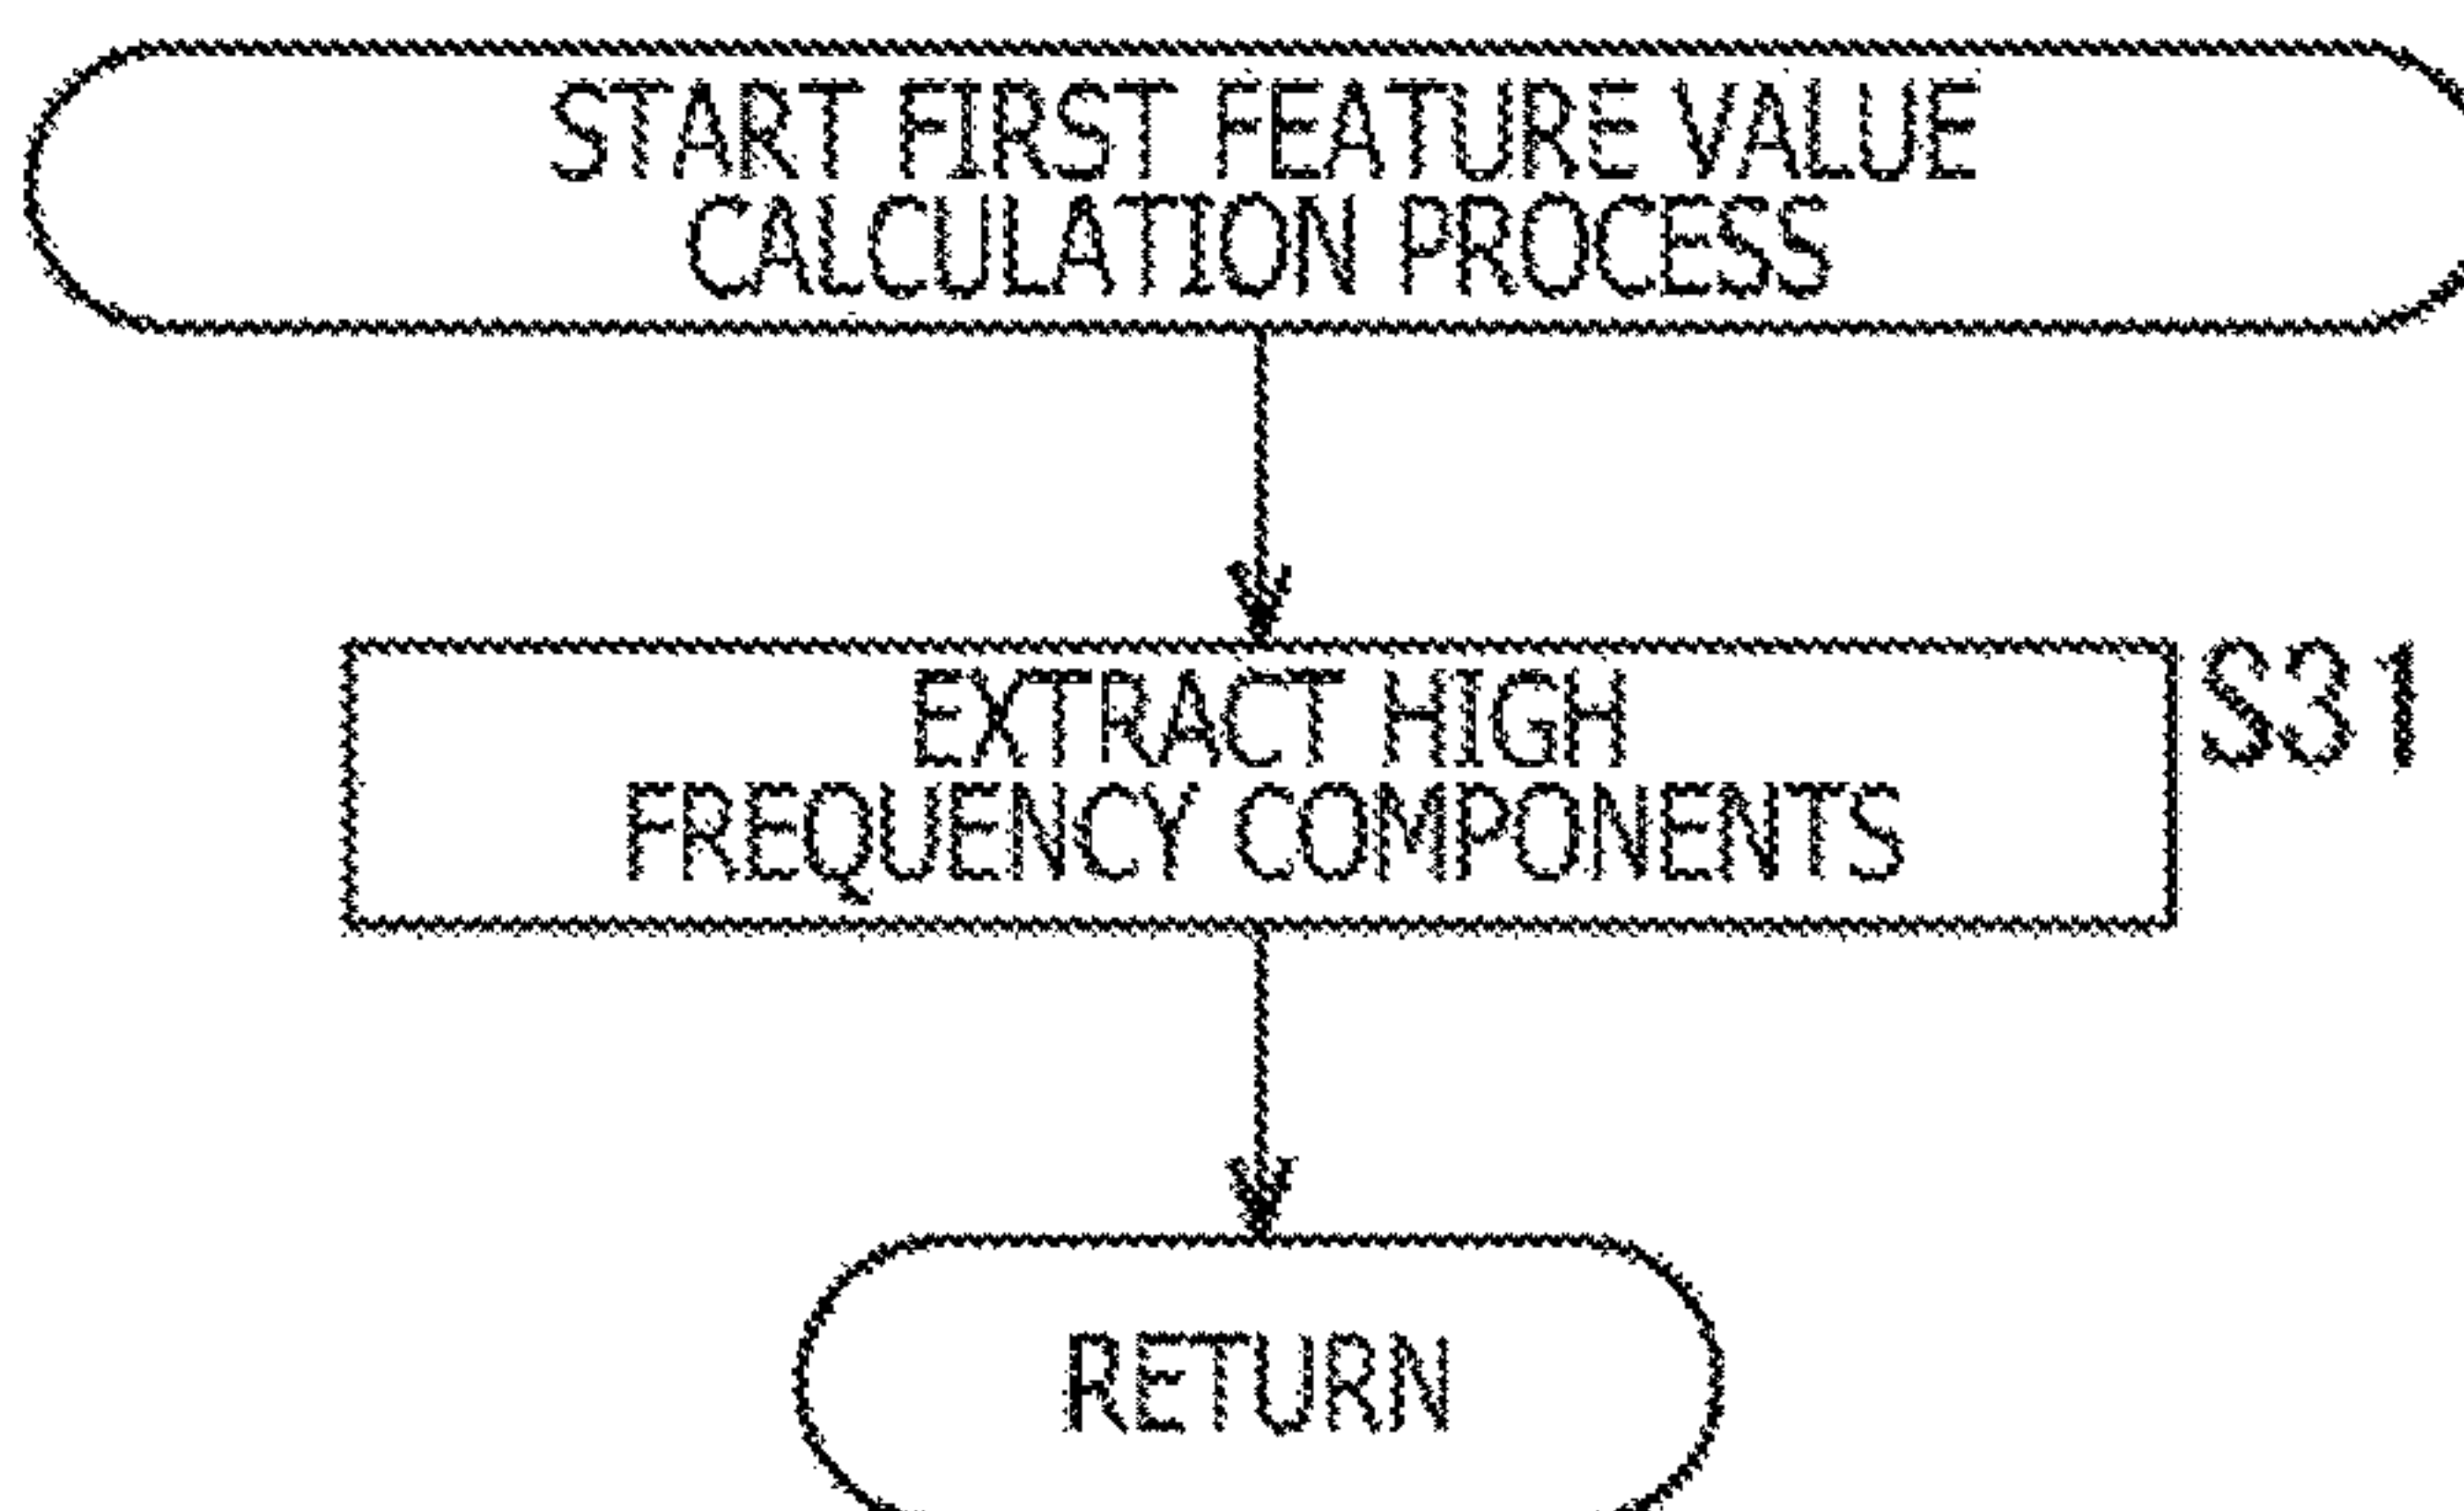 START FIRST FEATURE VALUE
CALCULATION PROCESS
EXTRACT HIGH
FREQUENCY COMPONENTS
S31
RETURN